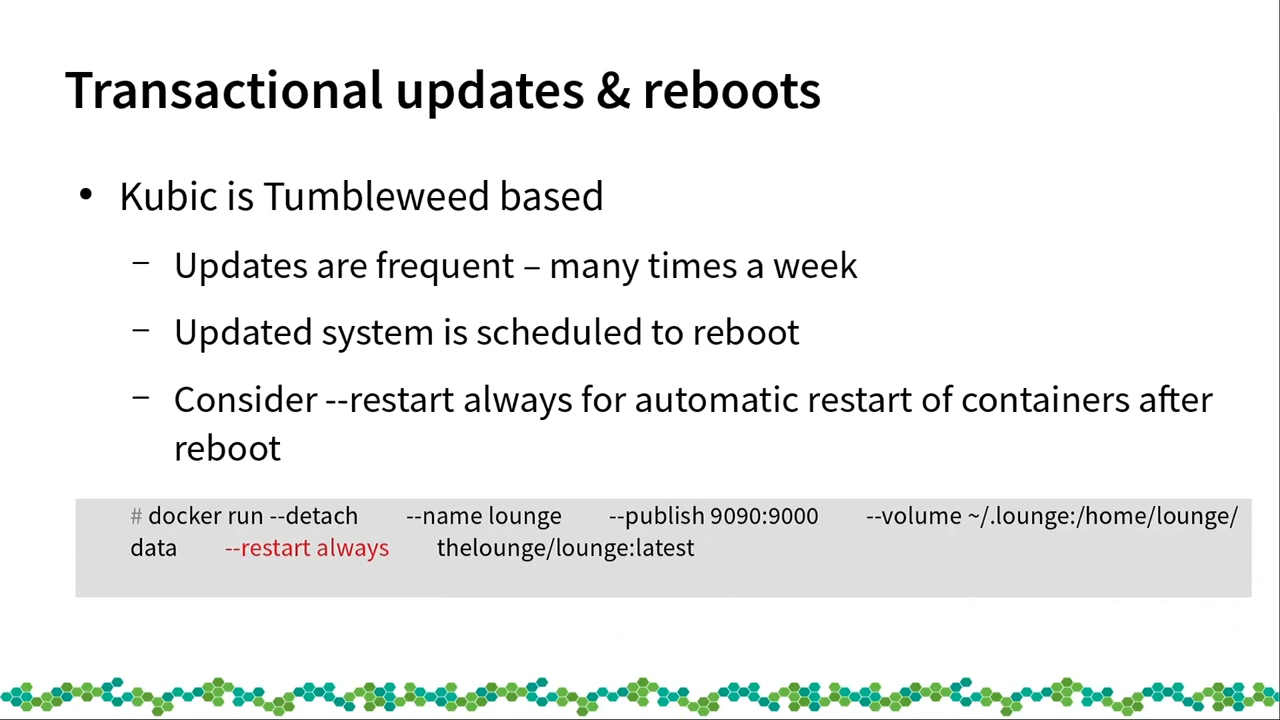 Transactional updates & reboots
• Kubic is Tumbleweed based
– Updates are frequent – many times a week
– Updated system is scheduled to reboot
– Consider --restart always for automatic restart of containers after
reboot
# docker run --detach --name lounge --publish 9090:9000 --volume ~/.lounge:/home/lounge/
data --restart always thelounge/lounge:latest